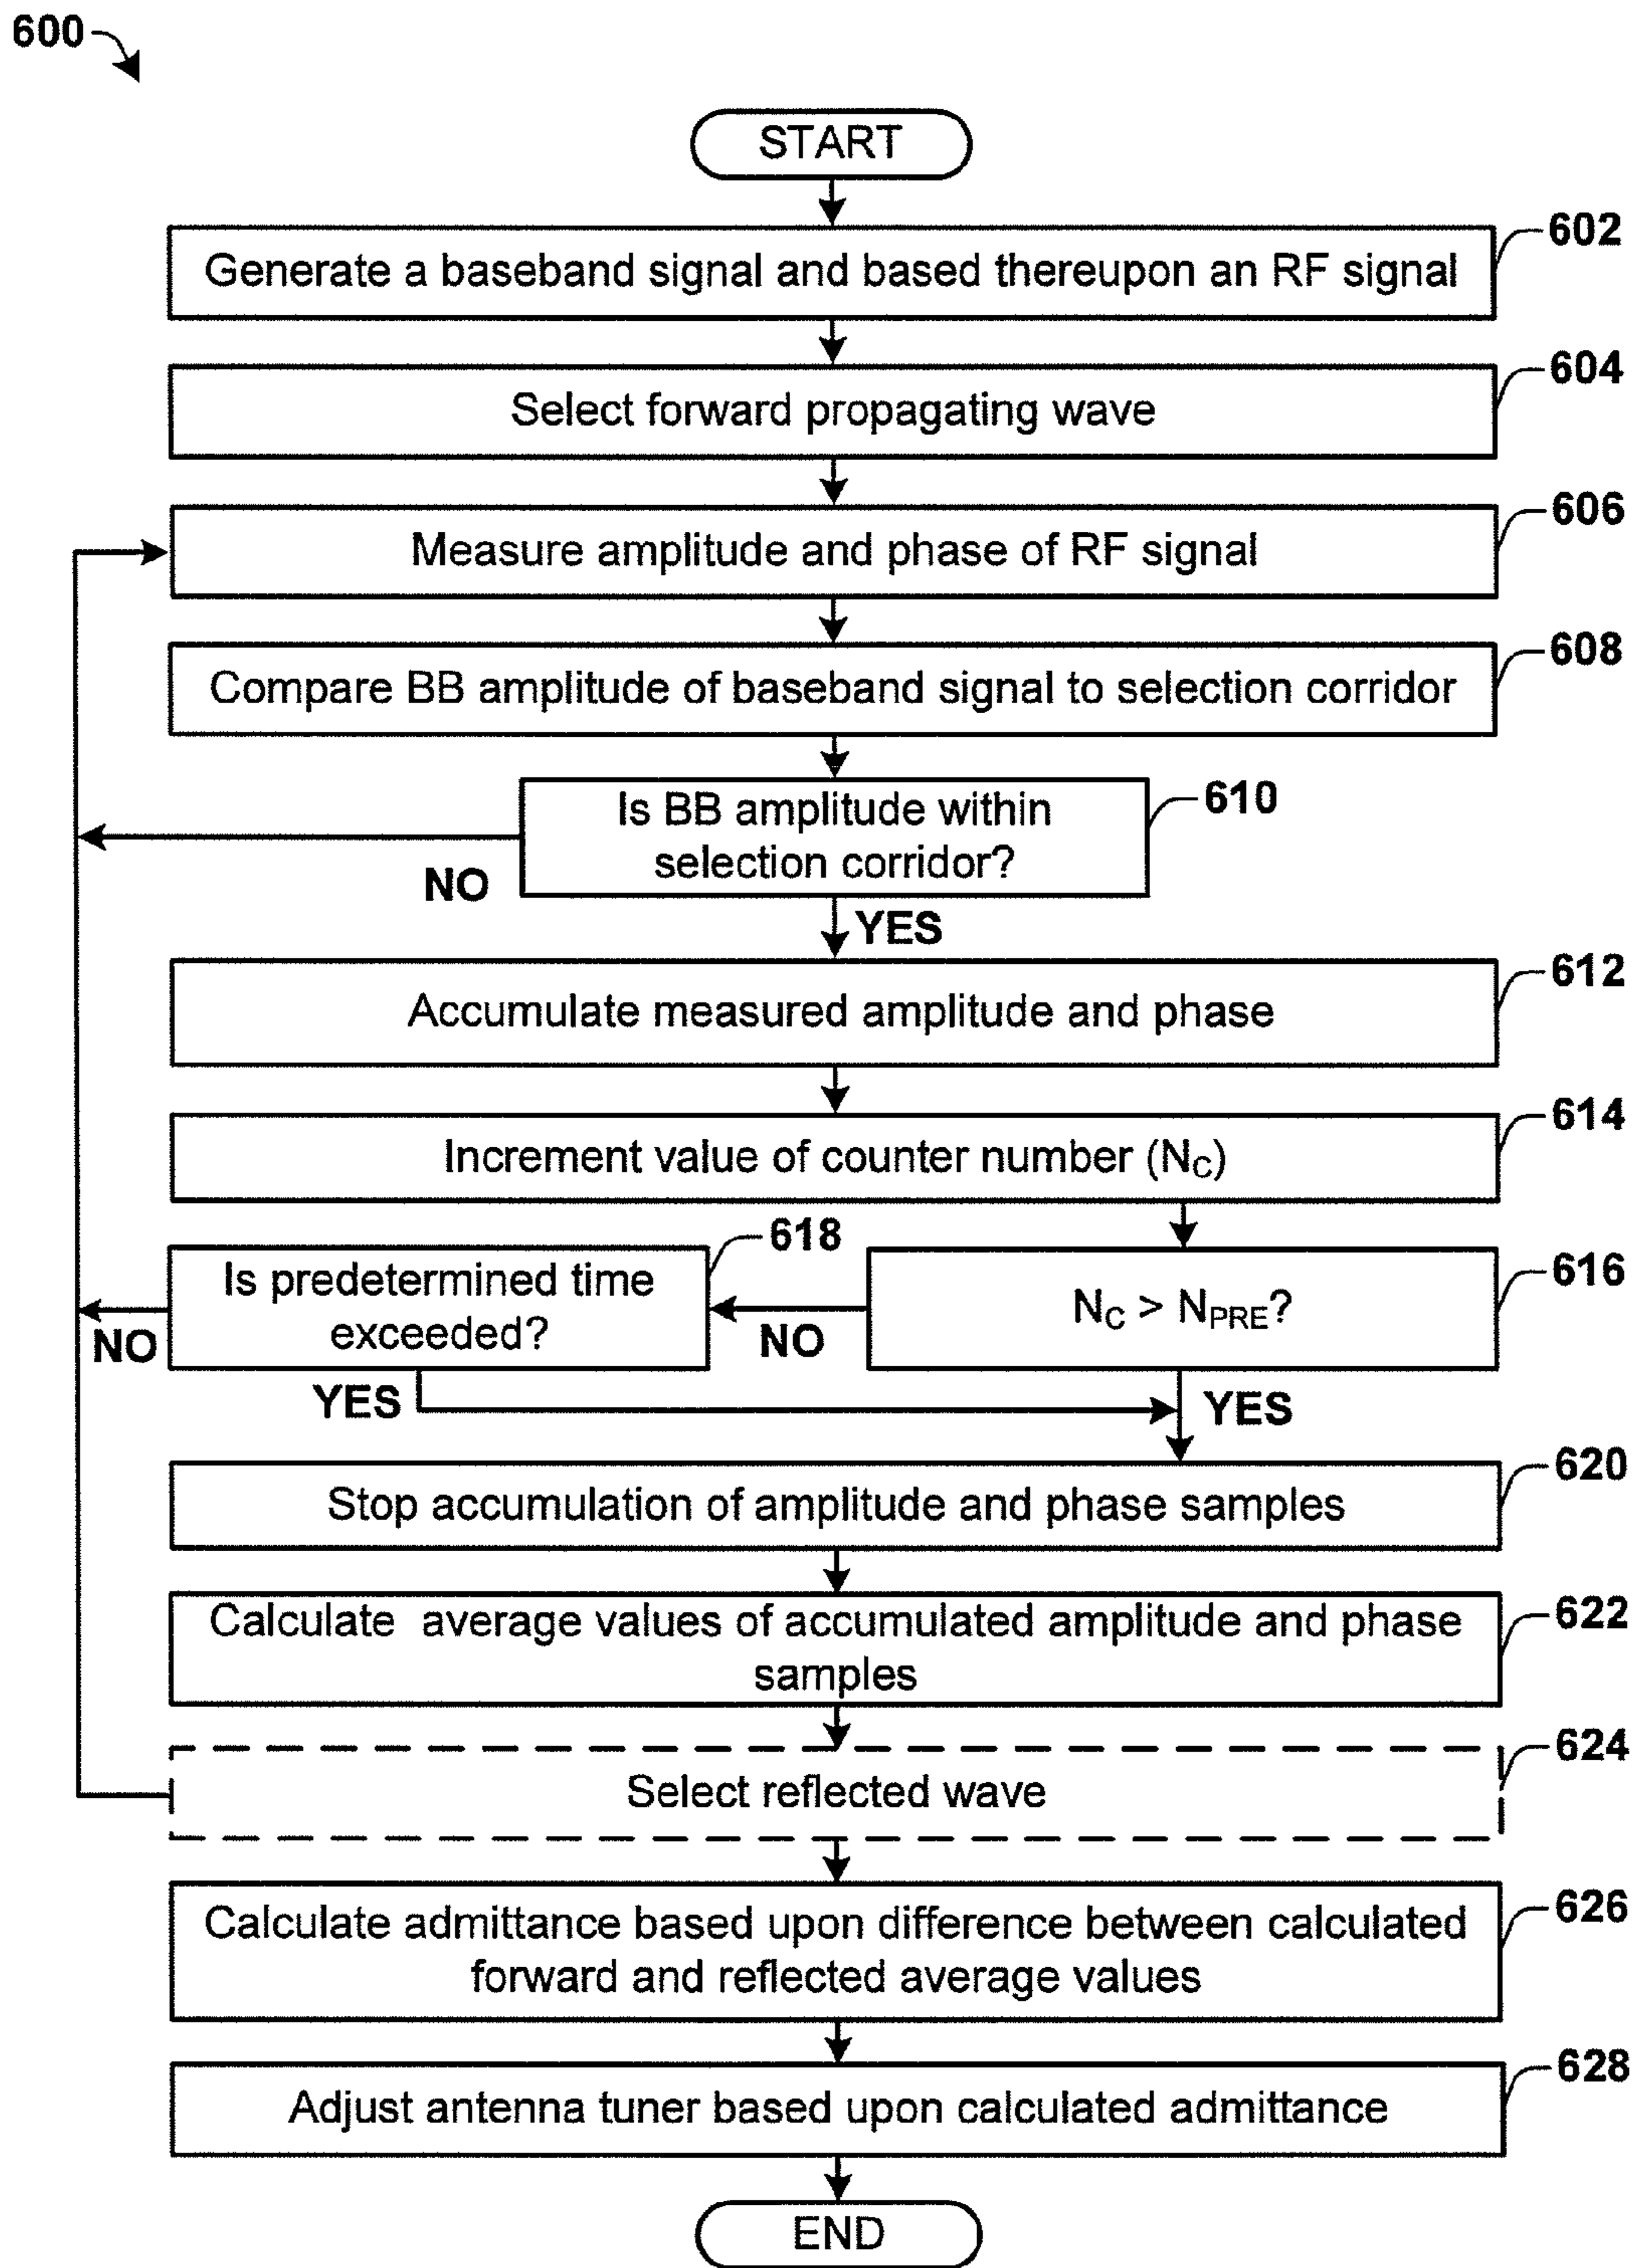 600
START
602
Generate a baseband signal and based thereupon an RF signal
604
Select forward propagating wave
606
Measure amplitude and phase of RF signal
608
Compare BB amplitude of baseband signal to selection corridor
610
Is BB amplitude within
selection corridor?
NO
YES
612
Accumulate measured amplitude and phase
614
Increment value of counter number (NC)
618
Is predetermined time
exceeded?
616
NC > NPRE?
NO
NO
YES
YES
620
Stop accumulation of amplitude and phase samples
622
Calculate average values of accumulated amplitude and phase
samples
624
Select reflected wave
626
Calculate admittance based upon difference between calculated
forward and reflected average values
628
Adjust antenna tuner based upon calculated admittance
END